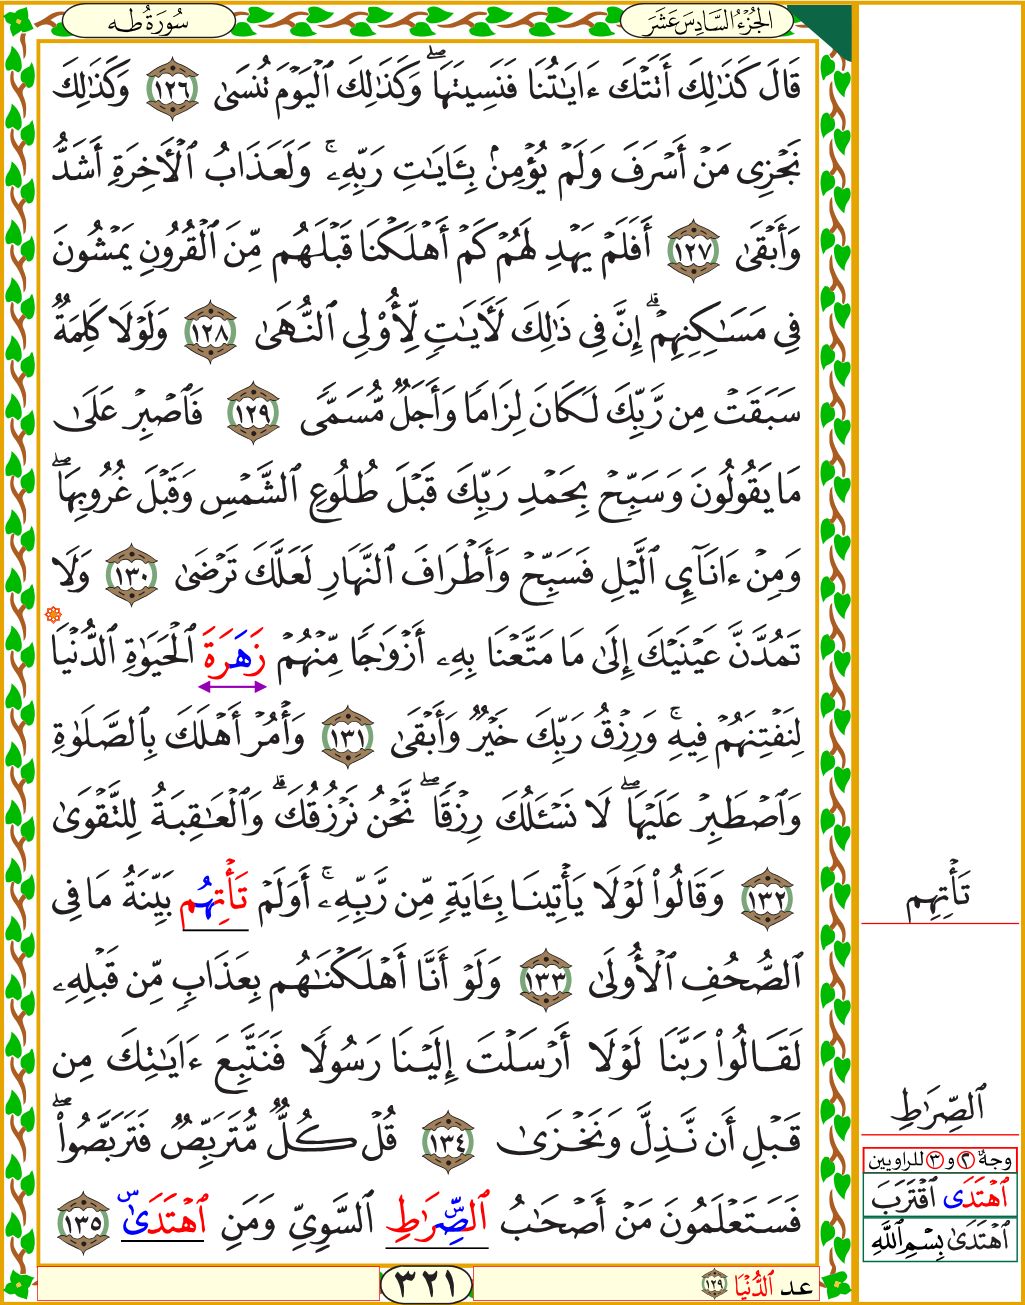 سُورَةُ طه
الجُزْءُ السَّادِسَ عَشَرَ
قَالَ كَذَٰلِكَ أَتَتۡكَ ءَايَٰتُنَا فَنَسِيتَهَاۖ وَكَذَٰلِكَ ٱلۡيَوۡمَ تُنسَىٰ ١٢٦ وَكَذَٰلِكَ
نَجۡزِي مَنۡ أَسۡرَفَ وَلَمۡ يُؤۡمِنۢ بِـَٔايَٰتِ رَبِّهِۦۚ وَلَعَذَابُ ٱلۡأٓخِرَةِ أَشَدُّ
وَأَبۡقَىٰٓ ١٢٧ أَفَلَمۡ يَهۡدِ لَهُمۡ كَمۡ أَهۡلَكۡنَا قَبۡلَهُم مِّنَ ٱلۡقُرُونِ يَمۡشُونَ
فِي مَسَٰكِنِهِمۡۚ إِنَّ فِي ذَٰلِكَ لَأٓيَٰتٖ لِّأُوْلِي ٱلنُّهَىٰ ١٢٨ وَلَوۡلَا كَلِمَةٞ
سَبَقَتۡ مِن رَّبِّكَ لَكَانَ لِزَامٗا وَأَجَلٞ مُّسَمّٗى ١٢٩ فَٱصۡبِرۡ عَلَىٰ
مَا يَقُولُونَ وَسَبِّحۡ بِحَمۡدِ رَبِّكَ قَبۡلَ طُلُوعِ ٱلشَّمۡسِ وَقَبۡلَ غُرُوبِهَاۖ
وَمِنۡ ءَانَآيِٕ ٱلَّيۡلِ فَسَبِّحۡ وَأَطۡرَافَ ٱلنَّهَارِ لَعَلَّكَ تَرۡضَىٰ ١٣٠ وَلَا
تَمُدَّنَّ عَيۡنَيۡكَ إِلَىٰ مَا مَتَّعۡنَا بِهِۦٓ أَزۡوَٰجٗا مِّنۡهُمۡ زَهَرَةَ ٱلۡحَيَوٰةِ ٱلدُّنۡيَا
لِنَفۡتِنَهُمۡ فِيهِۚ وَرِزۡقُ رَبِّكَ خَيۡرٞ وَأَبۡقَىٰ ١٣١ وَأۡمُرۡ أَهۡلَكَ بِٱلصَّلَوٰةِ
وَٱصۡطَبِرۡ عَلَيۡهَاۖ لَا نَسۡـَٔلُكَ رِزۡقٗاۖ نَّحۡنُ نَرۡزُقُكَۗ وَٱلۡعَٰقِبَةُ لِلتَّقۡوَىٰ
١٣٢ وَقَالُواْ لَوۡلَا يَأۡتِينَا بِـَٔايَةٖ مِّن رَّبِّهِۦٓۚ أَوَلَمۡ تَأۡتِهُم بَيِّنَةُ مَا فِي
ٱلصُّحُفِ ٱلۡأُولَىٰ ١٣٣ وَلَوۡ أَنَّآ أَهۡلَكۡنَٰهُم بِعَذَابٖ مِّن قَبۡلِهِۦ
لَقَالُواْ رَبَّنَا لَوۡلَآ أَرۡسَلۡتَ إِلَيۡنَا رَسُولٗا فَنَتَّبِعَ ءَايَٰتِكَ مِن
قَبۡلِ أَن نَّذِلَّ وَنَخۡزَىٰ ١٣٤ قُلۡ كُلّٞ مُّتَرَبِّصٞ فَتَرَبَّصُواْۖ
فَسَتَعۡلَمُونَ مَنۡ أَصۡحَٰبُ ٱلصِّرَٰطِ ٱلسَّوِيِّ وَمَنِ ٱهۡتَدَىٰ ١٣٥
تَأۡتِهِم
ٱلصِّرَٰطِ
وجهٌ ٢ و ٣ للراويين
ٱهۡتَدَى ٱقۡتَرَبَ
ٱهۡتَدَىٰ بِسۡمِ ٱللَّهِ
عد ٱلدُّنۡيَا ١٢٩
٣٢١